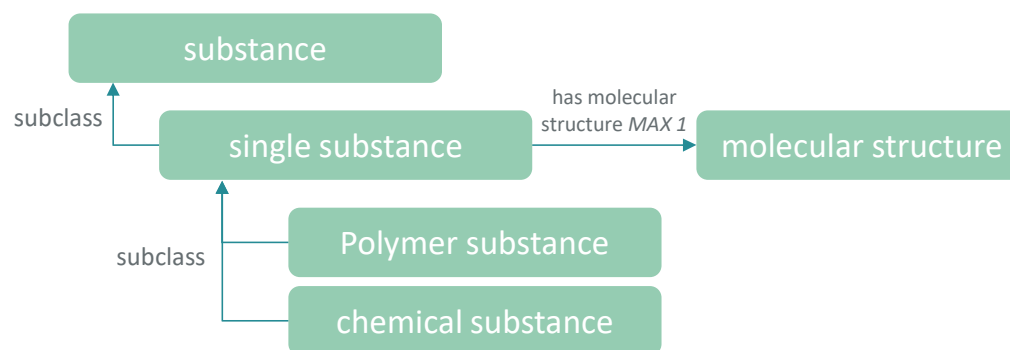 substance
subclass
has molecular
structure MAX 1
single substance
molecular structure
Polymer substance
subclass
chemical substance